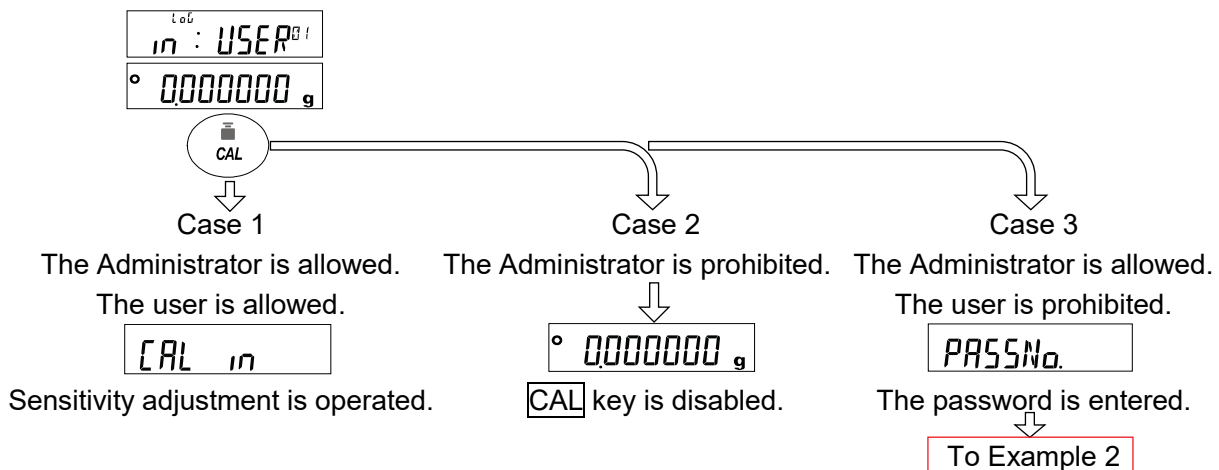 LoG
in : USER01
0.000000 g
CAL
Case 1
The Administrator is allowed.
The user is allowed.
CAL in
Sensitivity adjustment is operated.
Case 2
The Administrator is prohibited.
0.000000 g
CAL key is disabled.
Case 3
The Administrator is allowed.
The user is prohibited.
PASSNo.
The password is entered.
To Example 2